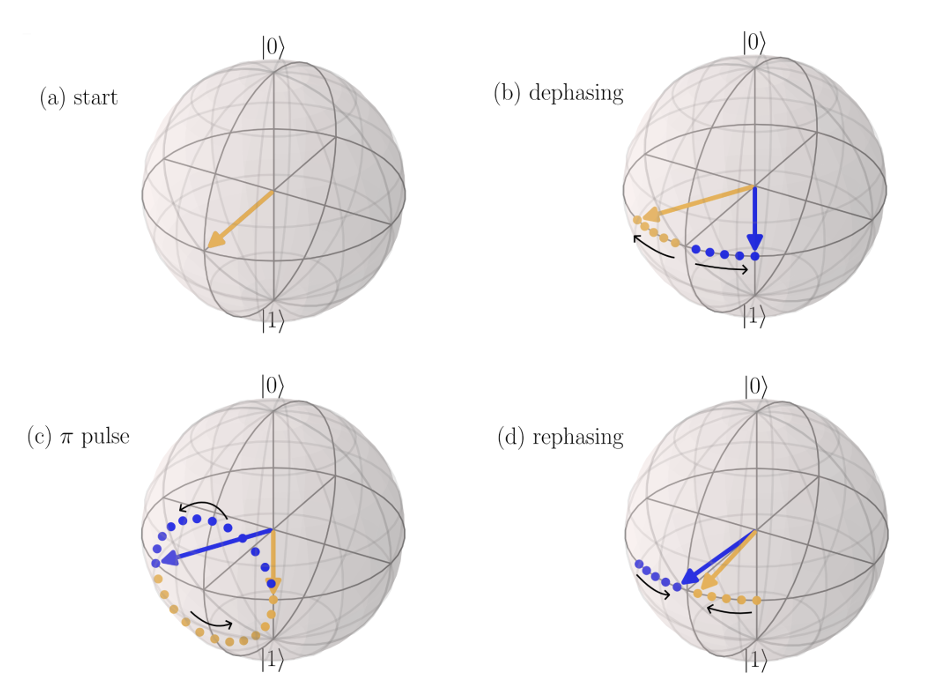 |0⟩
(a) start
|1⟩
|0⟩
(b) dephasing
|1⟩
|0⟩
(c) π pulse
|1⟩
|0⟩
(d) rephasing
|1⟩